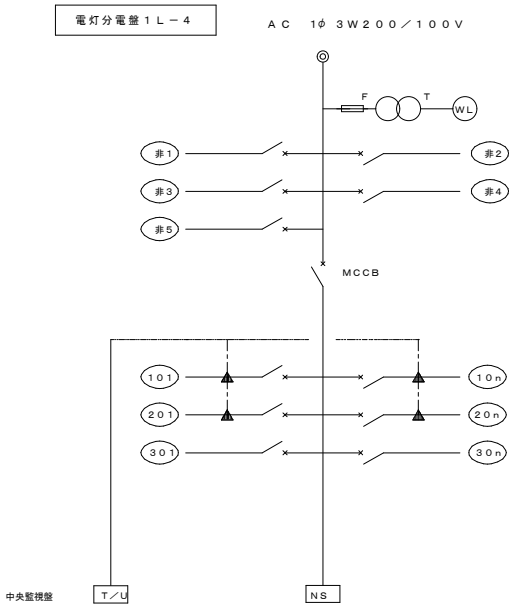 電灯分電盤1L－4
AC 1φ 3W200／100V
F
T
WL
非1
非2
非3
非4
非5
MCCB
101
10n
201
20n
301
30n
中央監視盤
T／U
NS